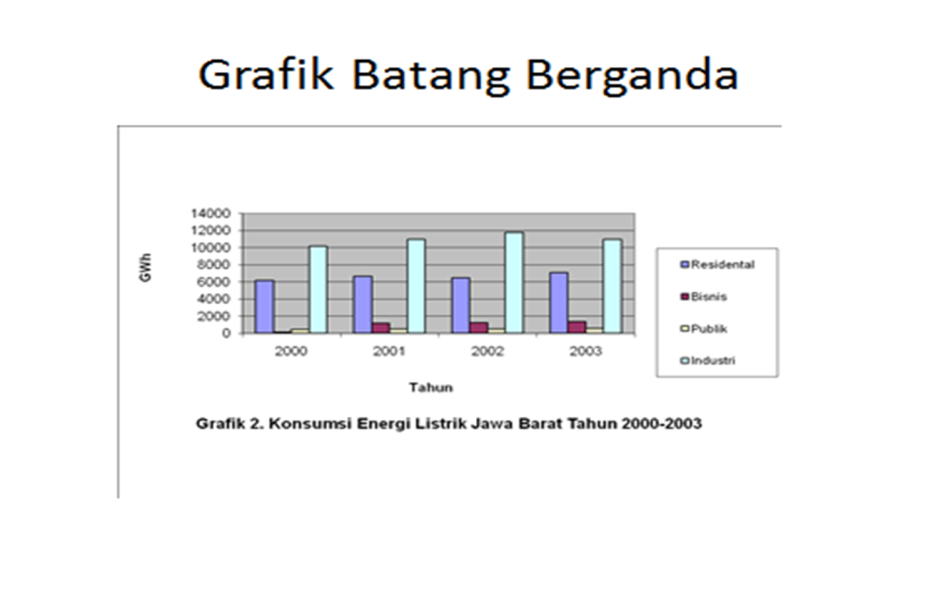 Grafik Batang Berganda
GWh
14000
12000
10000
8000
6000
4000
2000
0
2000
2001
2002
2003
Tahun
Residental
Bisnis
Publik
Industri
Grafik 2. Konsumsi Energi Listrik Jawa Barat Tahun 2000-2003